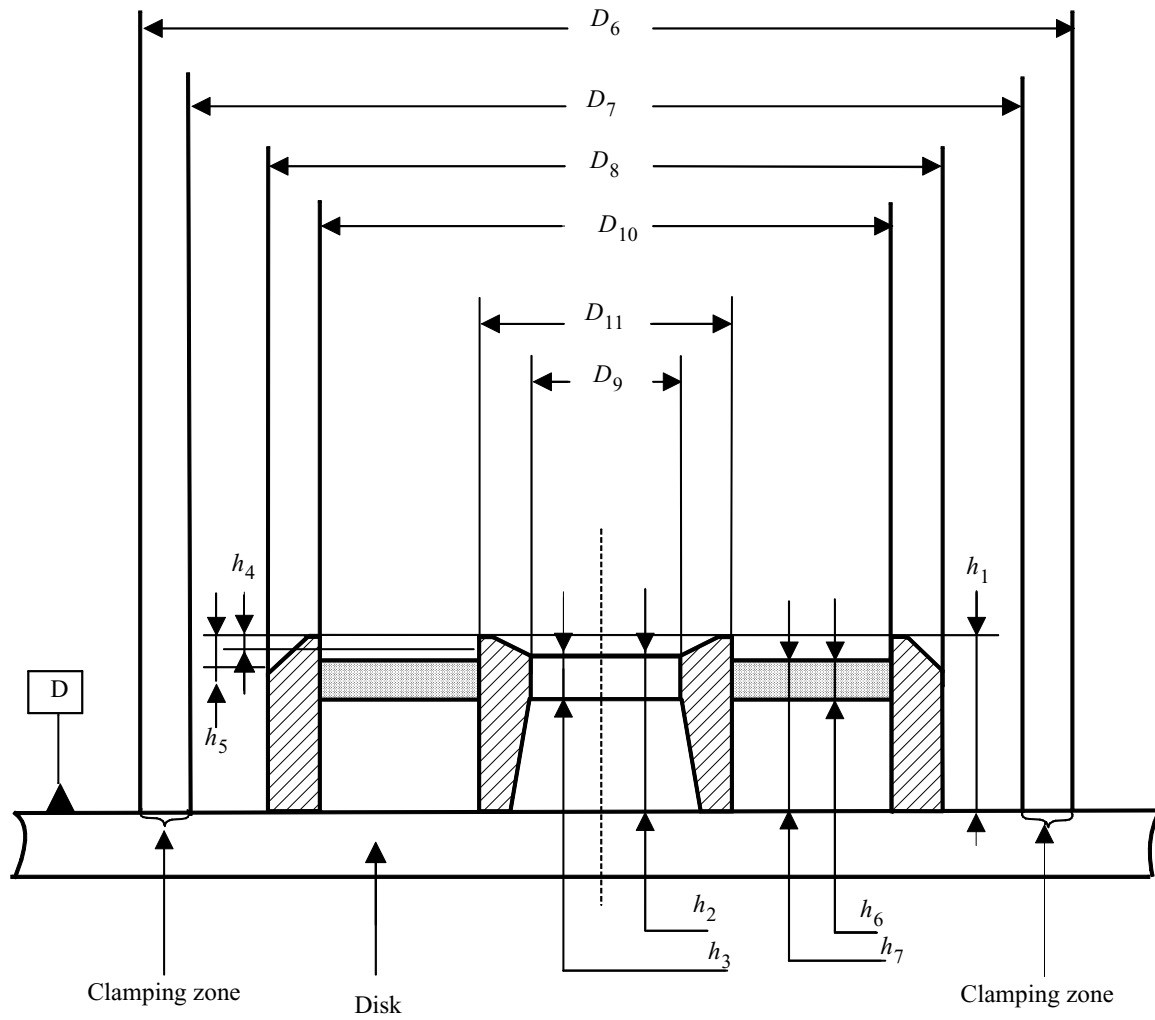 D6
D7
D8
D10
D11
D9
h4
h1
D
h5
h2
h6
h3
h7
Clamping zone
Disk
Clamping zone